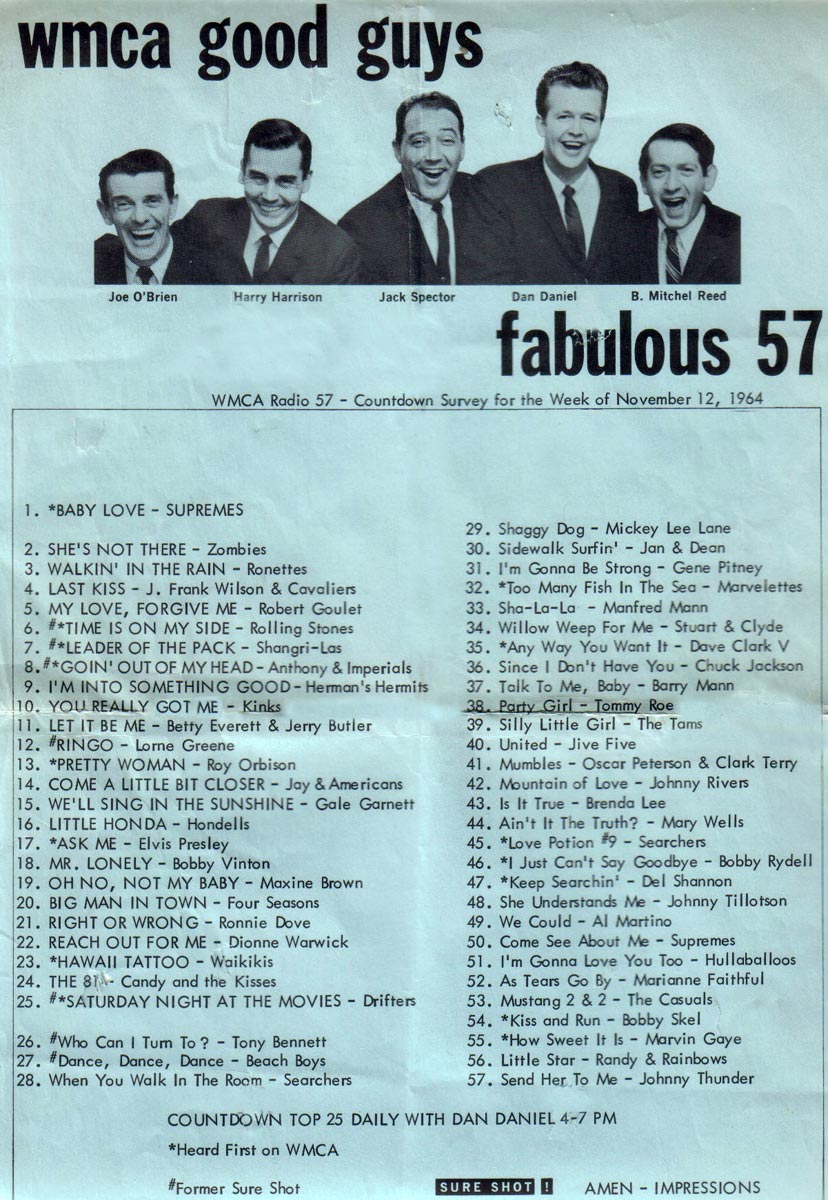 wmca good guys
Joe O'Brien Harry Harrison Jack Spector Dan Daniel B. Mitchel Reed
fabulous 57
WMCA Radio 57 - Countdown Survey for the Week of November 12, 1964
1. *BABY LOVE - SUPREMES
2. SHE'S NOT THERE - Zombies
3. WALKIN' IN THE RAIN - Ronettes
4. LAST KISS - J. Frank Wilson & Cavaliers
5. MY LOVE, FORGIVE ME - Robert Goulet
6. #*TIME IS ON MY SIDE - Rolling Stones
7. #*LEADER OF THE PACK - Shangri-Las
8. #*GOIN' OUT OF MY HEAD - Anthony & Imperials
9. I'M INTO SOMETHING GOOD - Herman's Hermits
10. YOU REALLY GOT ME - Kinks
11. LET IT BE ME - Betty Everett & Jerry Butler
12. #RINGO - Lorne Greene
13. *PRETTY WOMAN - Roy Orbison
14. COME A LITTLE BIT CLOSER - Jay & Americans
15. WE'LL SING IN THE SUNSHINE - Gale Garnett
16. LITTLE HONDA - Hondells
17. *ASK ME - Elvis Presley
18. MR. LONELY - Bobby Vinton
19. OH NO, NOT MY BABY - Maxine Brown
20. BIG MAN IN TOWN - Four Seasons
21. RIGHT OR WRONG - Ronnie Dove
22. REACH OUT FOR ME - Dionne Warwick
23. *HAWAII TATTOO - Waikikis
24. THE - Candy and the Kisses
25. #*SATURDAY NIGHT AT THE MOVIES - Drifters
26. #Who Can I Turn To? - Tony Bennett
27. #Dance, Dance, Dance - Beach Boys
28. When You Walk In The Room - Searchers
29. Shaggy Dog - Mickey Lee Lane
30. Sidewalk Surfin' - Jan & Dean
31. I'm Gonna Be Strong - Gene Pitney
32. *Too Many Fish In The Sea - Marvelettes
33. Sha-La-La - Manfred Mann
34. Willow Weep For Me - Stuart & Clyde
35. *Any Way You Want It - Dave Clark V
36. Since I Don't Have You - Chuck Jackson
37. Talk To Me, Baby - Barry Mann
38. Party Girl - Tommy Roe
39. Silly Little Girl - The Tams
40. United - Jive Five
41. Mumbles - Oscar Peterson & Clark Terry
42. Mountain of Love - Johnny Rivers
43. Is It True - Brenda Lee
44. Ain't It The Truth? - Mary Wells
45. *Love Potion #9 - Searchers
46. *I Just Can't Say Goodbye - Bobby Rydell
47. *Keep Searchin' - Del Shannon
48. She Understands Me - Johnny Tillotson
49. We Could - Al Martino
50. Come See About Me - Supremes
51. I'm Gonna Love You Too - Hullaballoos
52. As Tears Go By - Marianne Faithful
53. Mustang 2 & 2 - The Casuals
54. *Kiss and Run - Bobby Skel
55. *How Sweet It Is - Marvin Gaye
56. Little Star - Randy & Rainbows
57. Send Her To Me - Johnny Thunder
COUNTDOWN TOP 25 DAILY WITH DAN DANIEL 4-7 PM
*Heard First on WMCA
#Former Sure Shot SURE SHOT ! AMEN - IMPRESSIONS